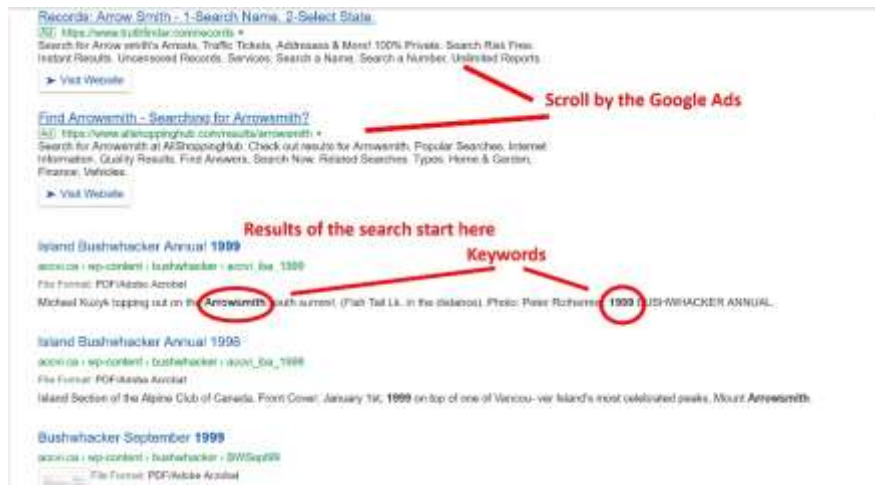 Records: Arrow Smith - 1-Search Name, 2-Select State.
Ad https://www.truthfinder.com/records
Search for Arrow smith's Arrests, Traffic Tickets, Addresses & More! 100% Private. Search Risk Free.
Instant Results. Uncensored Records. Services: Search a Name, Search a Number, Unlimited Reports
► Visit Website
Scroll by the Google Ads
Find Arrowsmith - Searching for Arrowsmith?
Ad https://www.allshoppinghub.com/results/arrowsmith
Search for Arrowsmith at AllShoppingHub. Check out results for Arrowsmith. Popular Searches, Internet
Information, Quality Results, Find Answers, Search Now. Related Searches. Types: Home & Garden,
Finance, Vehicles.
► Visit Website
Results of the search start here
Keywords
Island Bushwhacker Annual 1999
accvi.ca › wp-content › bushwhacker › accvi_iba_1999
File Format: PDF/Adobe Acrobat
Michael Kuzyk topping out on the Arrowsmith south summit. (Fish Tail Lk. in the distance). Photo: Peter 1999 BUSHWHACKER ANNUAL.
Island Bushwhacker Annual 1998
accvi.ca › wp-content › bushwhacker › accvi_iba_1998
File Format: PDF/Adobe Acrobat
Island Section of the Alpine Club of Canada. Front Cover: January 1st, 1999 on top of one of Vancou- ver Island's most celebrated peaks, Mount Arrowsmith.
Bushwhacker September 1999
accvi.ca › wp-content › bushwhacker › BWSept99
File Format: PDF/Adobe Acrobat